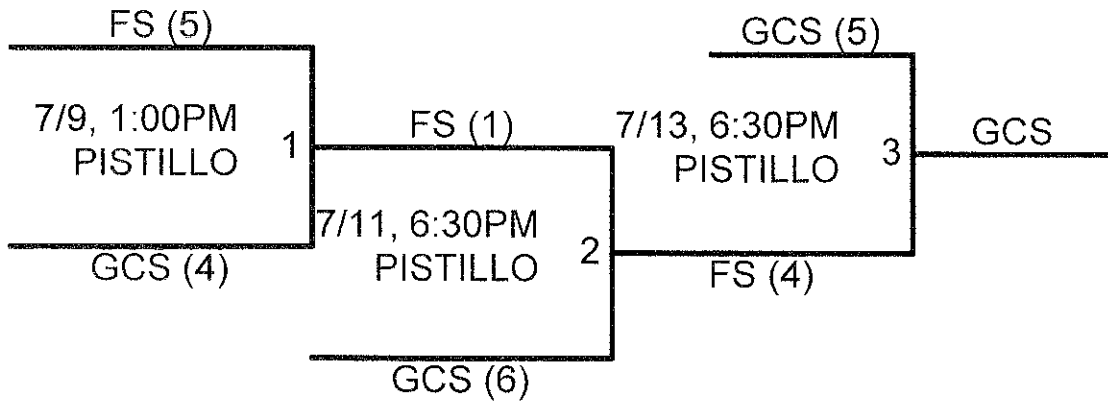 FS (5)
GCS (5)
7/9, 1:00PM
PISTILLO
1
FS (1)
7/13, 6:30PM
PISTILLO
3
GCS
GCS (4)
7/11, 6:30PM
PISTILLO
2
FS (4)
GCS (6)